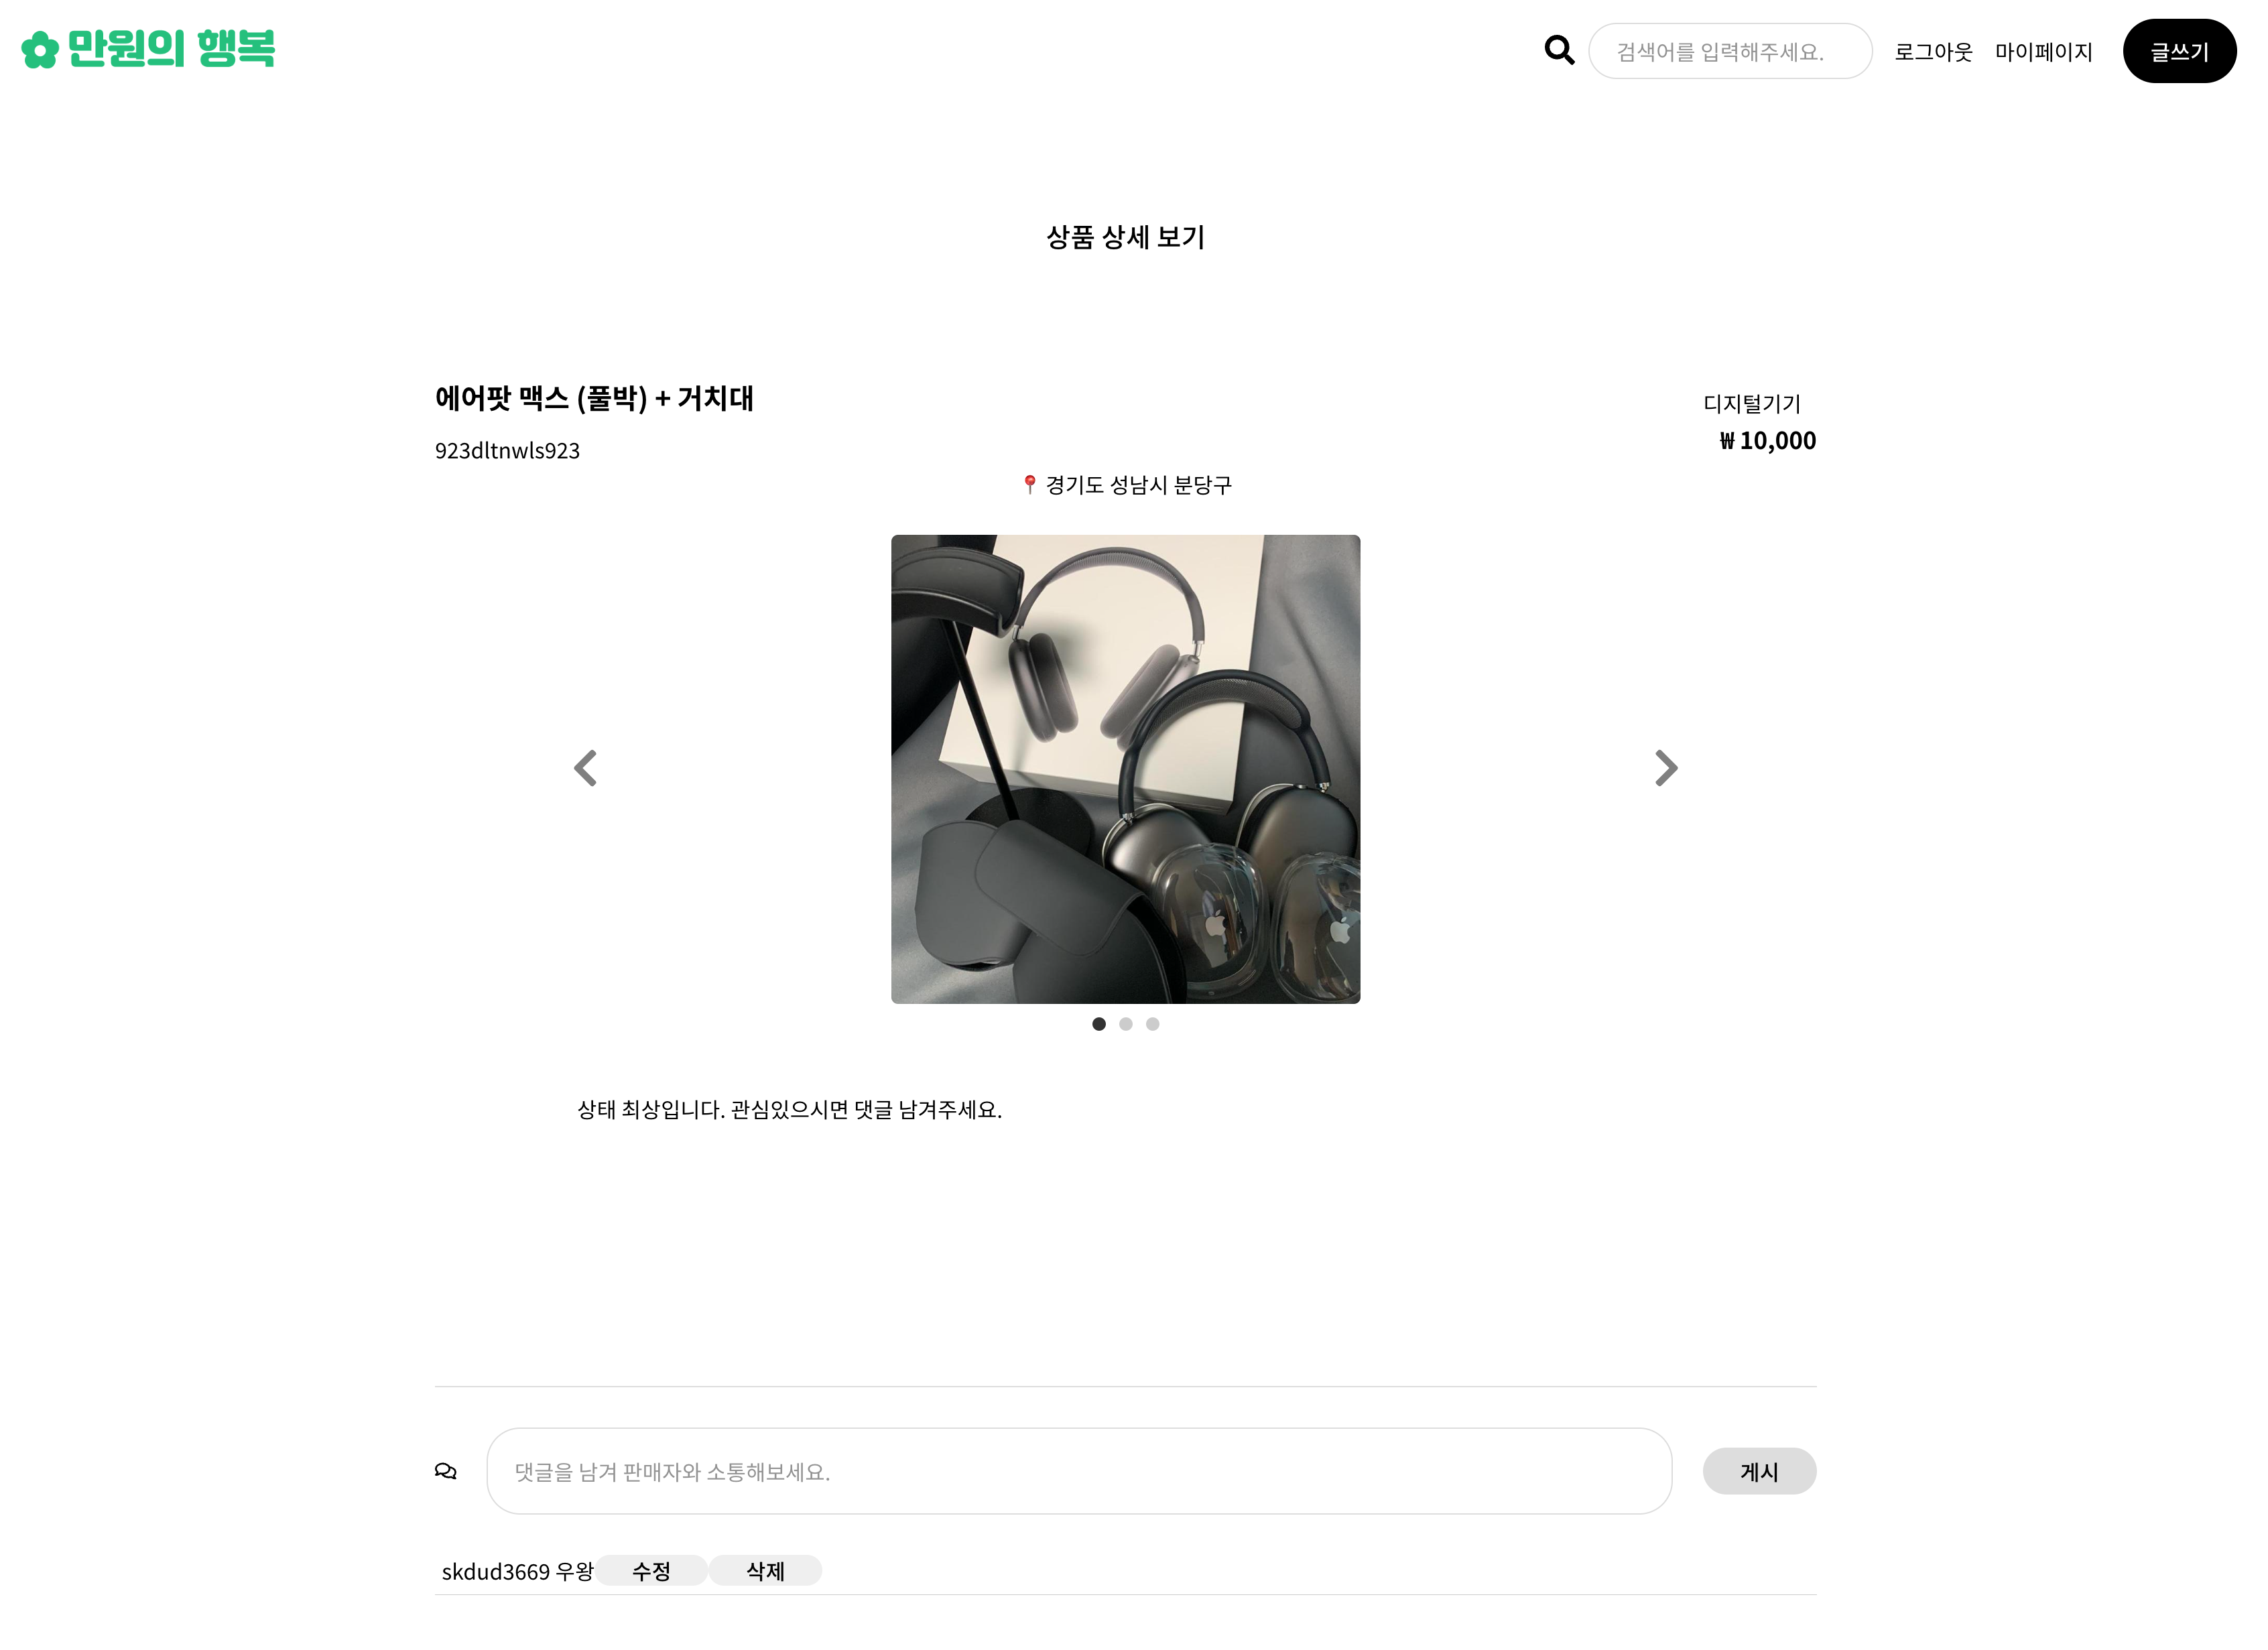 만원의 행복
검색어를 입력해주세요.
로그아웃
마이페이지
글쓰기
상품 상세 보기
에어팟 맥스 (풀박) + 거치대
디지털기기
923dltnwls923
₩ 10,000
📍 경기도 성남시 분당구
상태 최상입니다. 관심있으시면 댓글 남겨주세요.
댓글을 남겨 판매자와 소통해보세요.
게시
skdud3669 우왕
수정
삭제